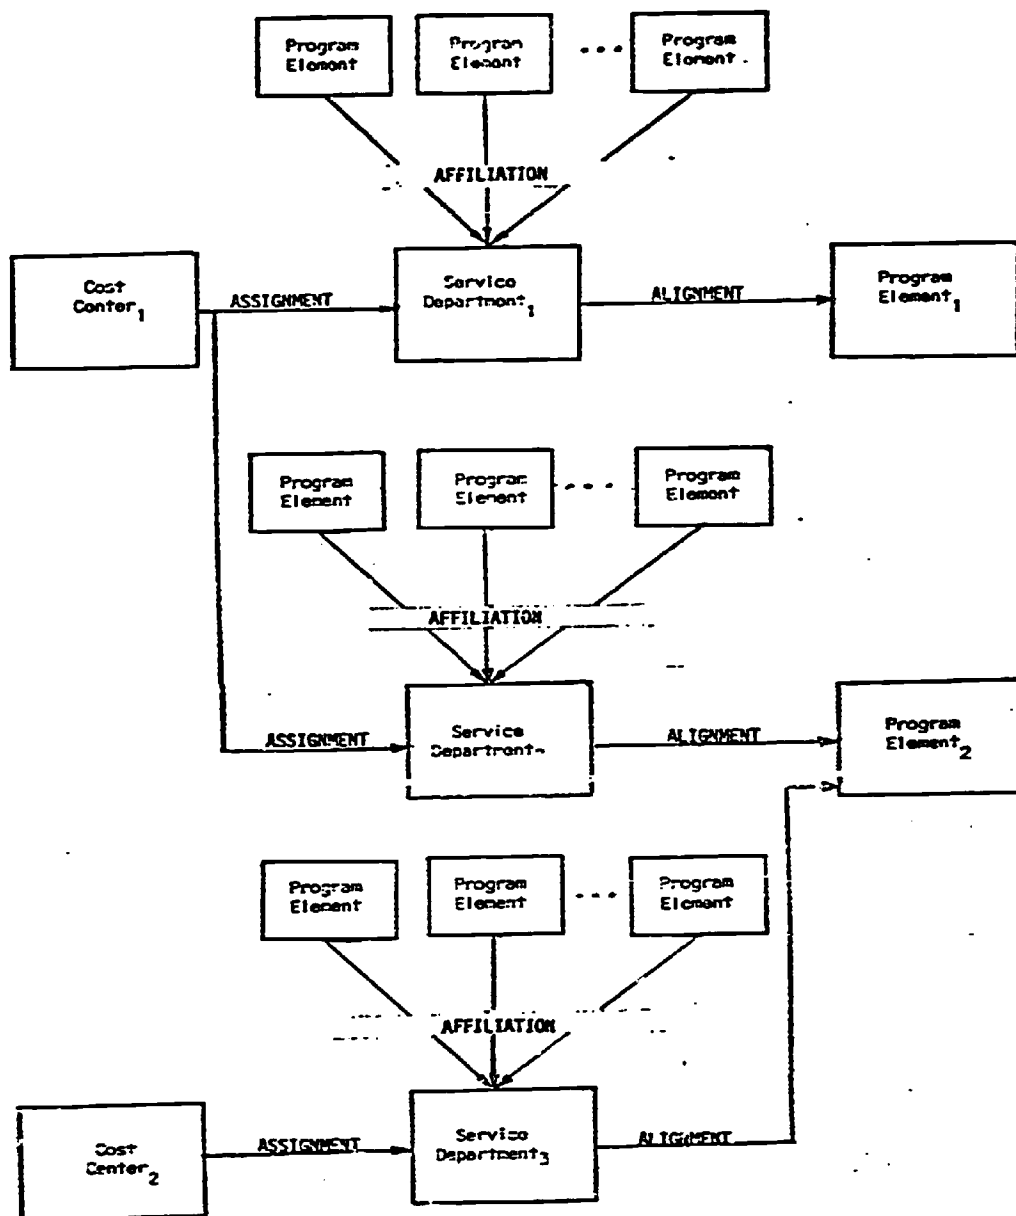 Program
Element
Program
Element
Program
Element
AFFILIATION
Cost
Center1
ASSIGNMENT
Service
Department1
ALIGNMENT
Program
Element1
Program
Element
Program
Element
Program
Element
AFFILIATION
ASSIGNMENT
Service
Department
ALIGNMENT
Program
Element2
Program
Element
Program
Element
Program
Element
AFFILIATION
Cost
Center2
ASSIGNMENT
Service
Department3
ALIGNMENT